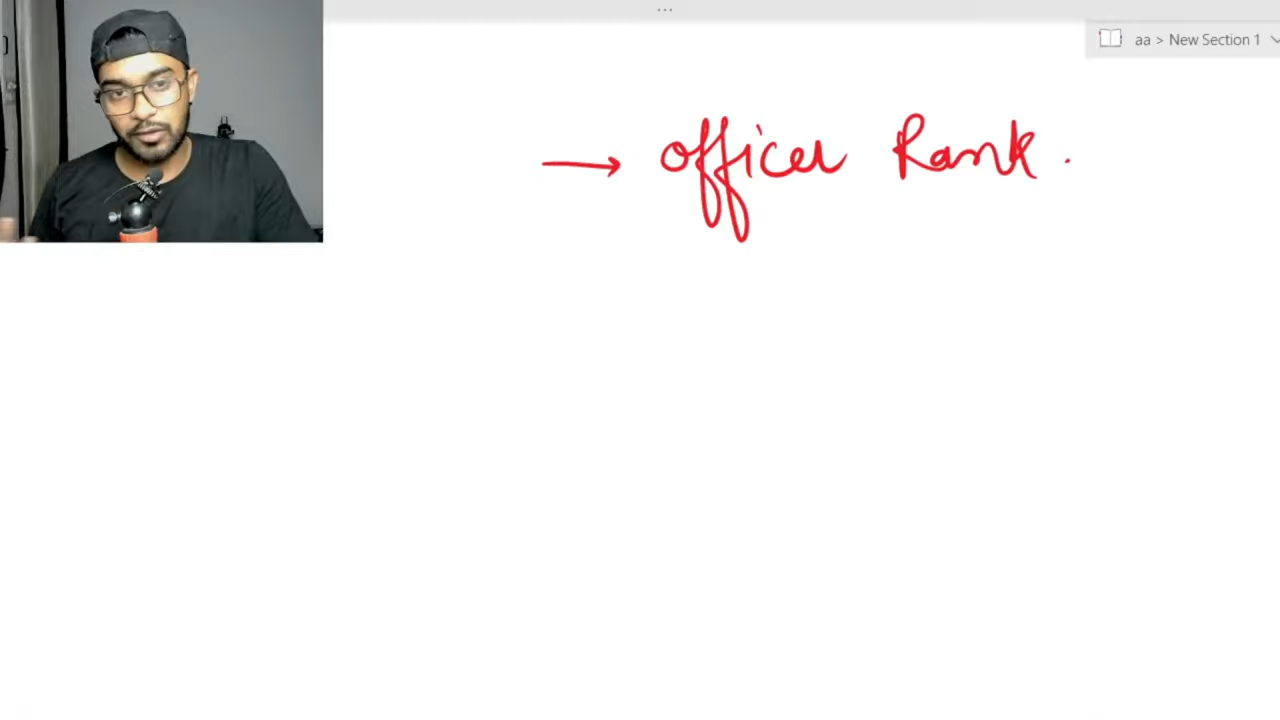 aa > New Section 1
→ officer Rank.